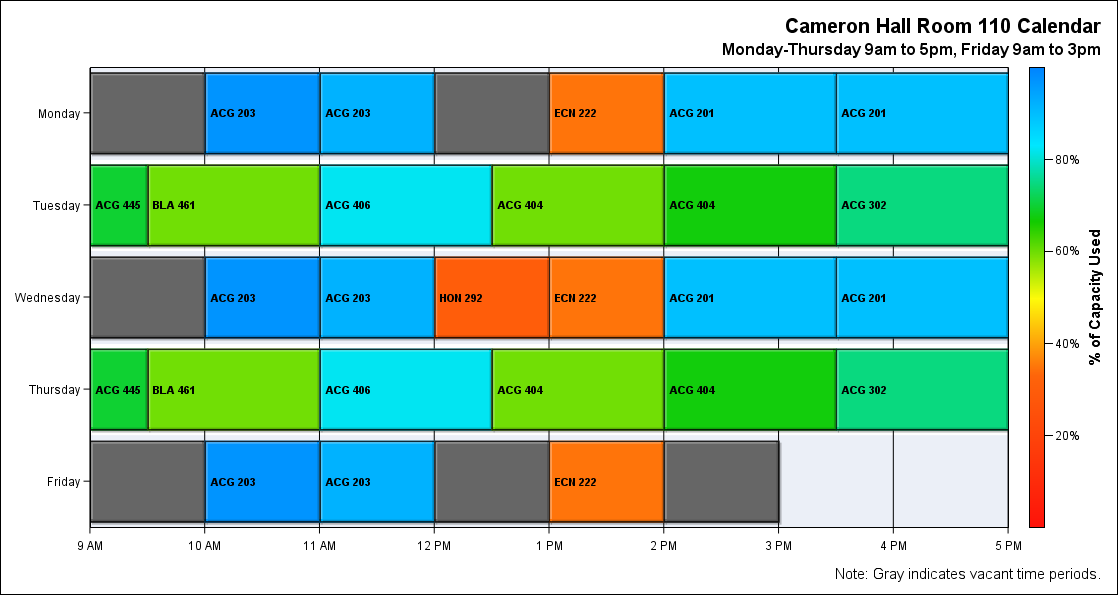 Cameron Hall Room 110 Calendar
Monday-Thursday 9am to 5pm, Friday 9am to 3pm
Monday
ACG 203
ACG 203
ECN 222
ACG 201
ACG 201
Tuesday
ACG 445
BLA 461
ACG 406
ACG 404
ACG 404
ACG 302
Wednesday
ACG 203
ACG 203
HON 292
ECN 222
ACG 201
ACG 201
Thursday
ACG 445
BLA 461
ACG 406
ACG 404
ACG 404
ACG 302
Friday
ACG 203
ACG 203
ECN 222
9 AM
10 AM
11 AM
12 PM
1 PM
2 PM
3 PM
4 PM
5 PM
80%
60%
40%
20%
% of Capacity Used
Note: Gray indicates vacant time periods.